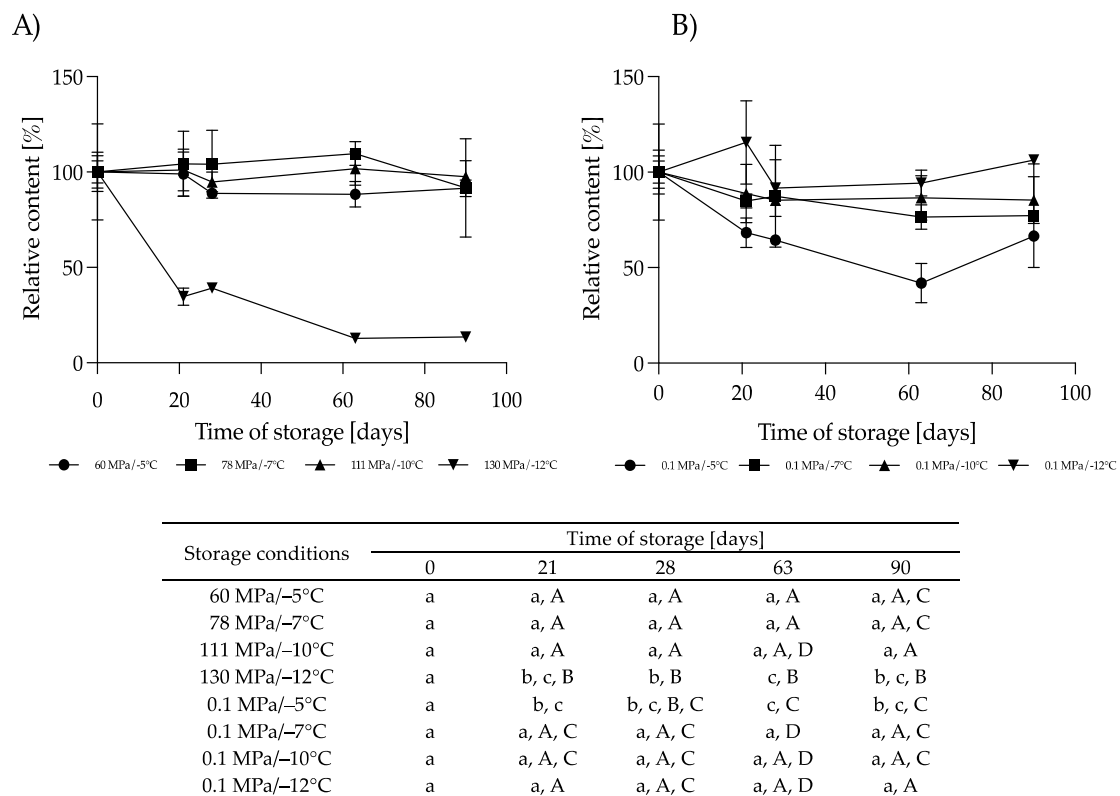 A)
Relative content [%]
150
100
50
0
0 20 40 60 80 100
Time of storage [days]
60 MPa/-5°C 78 MPa/-7°C 111 MPa/-10°C 130 MPa/-12°C
B)
Relative content [%]
150
100
50
0
0 20 40 60 80 100
Time of storage [days]
0.1 MPa/-5°C 0.1 MPa/-7°C 0.1 MPa/-10°C 0.1 MPa/-12°C
Storage conditions Time of storage [days]
0 21 28 63 90
60 MPa/–5°C a a, A a, A a, A a, A, C
78 MPa/–7°C a a, A a, A a, A a, A, C
111 MPa/–10°C a a, A a, A a, A, D a, A
130 MPa/–12°C a b, c, B b, B c, B b, c, B
0.1 MPa/–5°C a b, c b, c, B, C c, C b, c, C
0.1 MPa/–7°C a a, A, C a, A, C a, D a, A, C
0.1 MPa/–10°C a a, A, C a, A, C a, A, D a, A, C
0.1 MPa/–12°C a a, A a, A, C a, A, D a, A